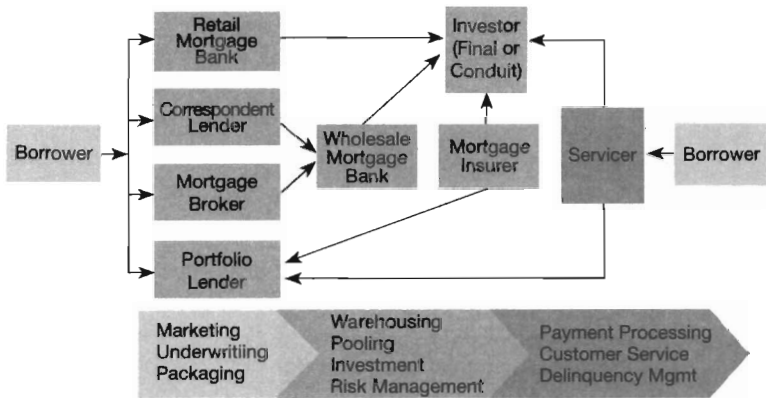 Retail
Mortgage
Bank
Investor
(Final or
Conduit)
Correspondent
Lender
Borrower
Wholesale
Mortgage
Bank
Mortgage
Insurer
Servicer
Borrower
Mortgage
Broker
Portfolio
Lender
Marketing
Underwritiing
Packaging
Warehousing
Pooling
Investment
Risk Management
Payment Processing
Customer Service
Delinquency Mgmt